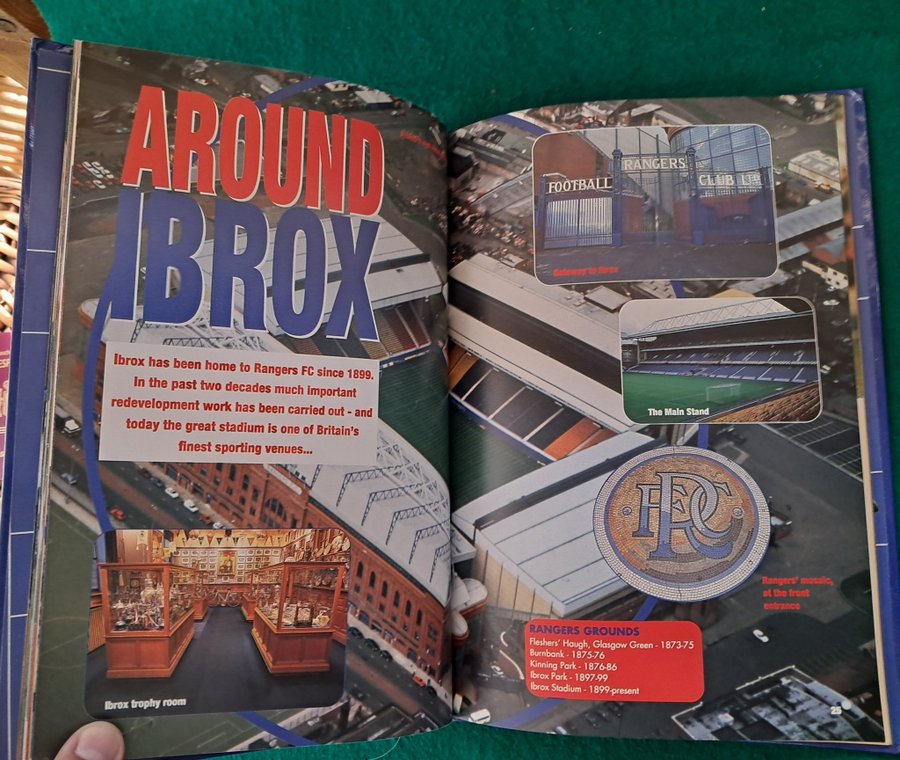 AROUND
IBROX
Ibrox has been home to Rangers FC since 1899.
In the past two decades much important
redevelopment work has been carried out - and
today the great stadium is one of Britain's
finest sporting venues...
Ibrox trophy room
FOOTBALL RANGERS CLUB LTD
Gateway to Ibrox
The Main Stand
RFC
Rangers' mosaic,
at the front
entrance
RANGERS GROUNDS
Fleshers' Haugh, Glasgow Green - 1873-75
Burnbank - 1875-76
Kinning Park - 1876-86
Ibrox Park - 1897-99
Ibrox Stadium - 1899-present
25